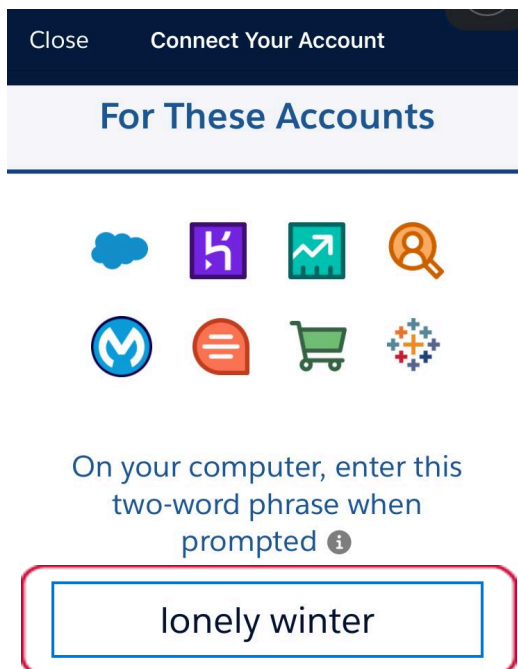 Close Connect Your Account
For These Accounts
On your computer, enter this
two-word phrase when
prompted
lonely winter